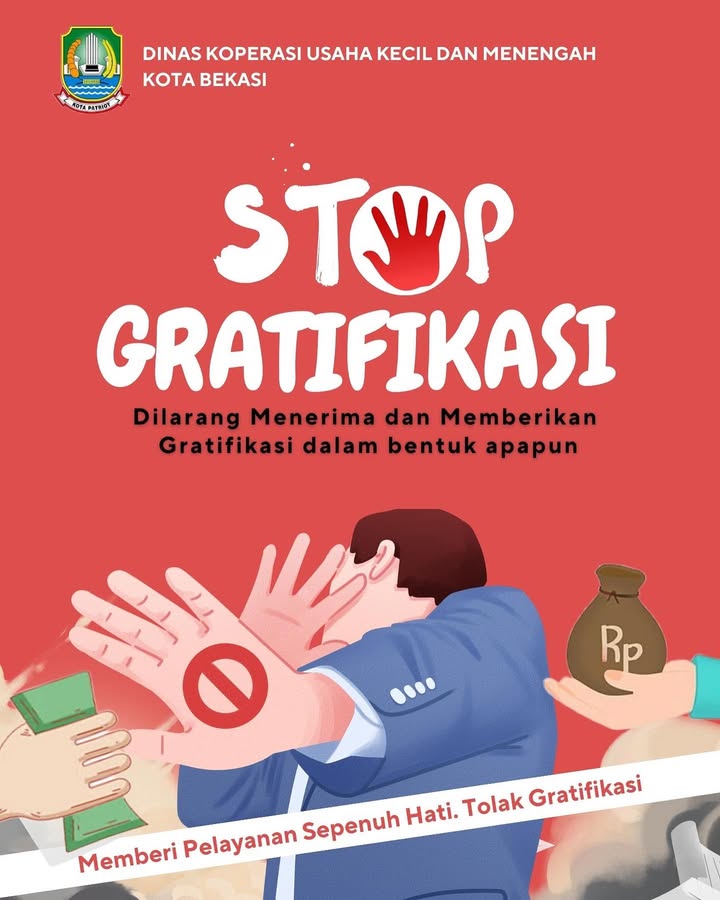 KOTA PATRIOT
DINAS KOPERASI USAHA KECIL DAN MENENGAH
KOTA BEKASI
STOP
GRATIFIKASI
Dilarang Menerima dan Memberikan
Gratifikasi dalam bentuk apapun
Rp
Memberi Pelayanan Sepenuh Hati. Tolak Gratifikasi